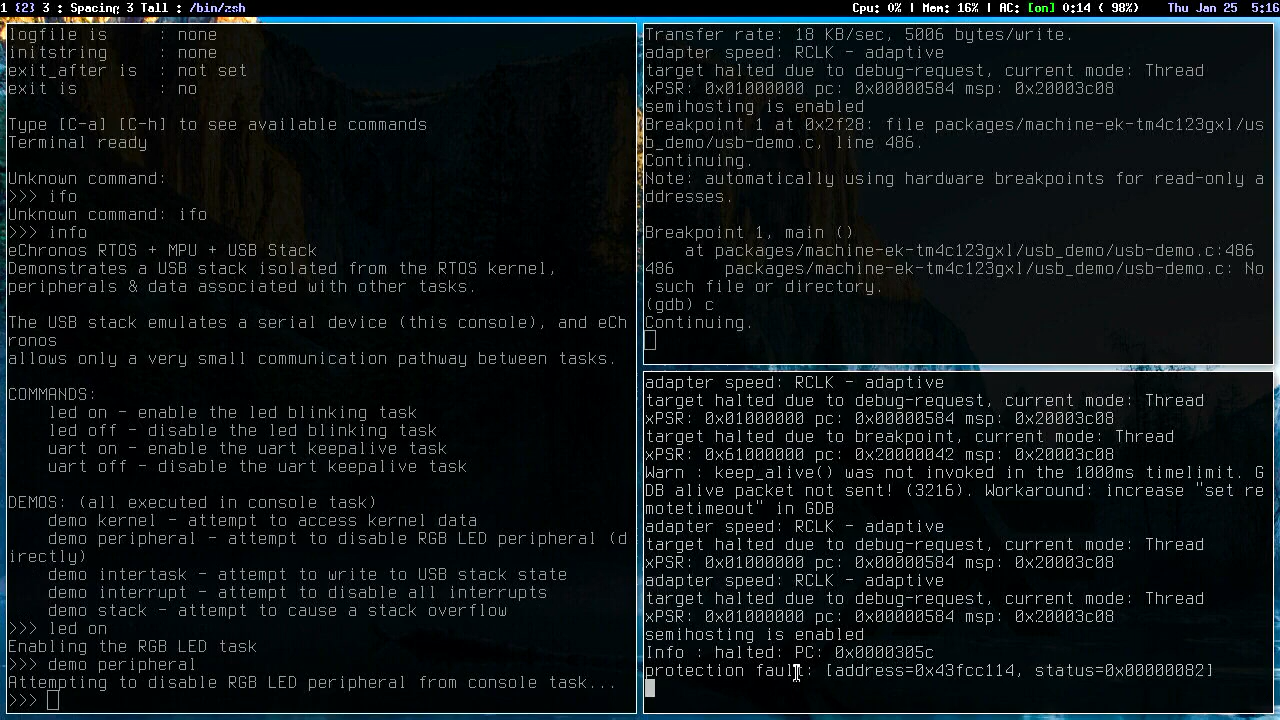 1 [2] 3 : Spacing 3 Tall : /bin/zsh
Cpu: 0% | Mem: 16% | AC: [on] 0:14 ( 98%) Thu Jan 25 5:16
logfile is : none
initstring : none
exit_after is : not set
exit is : no
Type [C-a] [C-h] to see available commands
Terminal ready
Unknown command:
>>> ifo
Unknown command: ifo
>>> info
eChronos RTOS + MPU + USB Stack
Demonstrates a USB stack isolated from the RTOS kernel,
peripherals & data associated with other tasks.
The USB stack emulates a serial device (this console), and eCh
ronos
allows only a very small communication pathway between tasks.
COMMANDS:
led on - enable the led blinking task
led off - disable the led blinking task
uart on - enable the uart keepalive task
uart off - disable the uart keepalive task
DEMOS: (all executed in console task)
demo kernel - attempt to access kernel data
demo peripheral - attempt to disable RGB LED peripheral (d
irectly)
demo intertask - attempt to write to USB stack state
demo interrupt - attempt to disable all interrupts
demo stack - attempt to cause a stack overflow
>>> led on
Enabling the RGB LED task
>>> demo peripheral
Attempting to disable RGB LED peripheral from console task...
>>>
Transfer rate: 18 KB/sec, 5006 bytes/write.
adapter speed: RCLK - adaptive
target halted due to debug-request, current mode: Thread
xPSR: 0x01000000 pc: 0x00000584 msp: 0x20003c08
semihosting is enabled
Breakpoint 1 at 0x2f28: file packages/machine-ek-tm4c123gxl/us
b_demo/usb-demo.c, line 486.
Continuing.
Note: automatically using hardware breakpoints for read-only a
ddresses.
Breakpoint 1, main ()
at packages/machine-ek-tm4c123gxl/usb_demo/usb-demo.c:486
486 packages/machine-ek-tm4c123gxl/usb_demo/usb-demo.c: No
such file or directory.
(gdb) c
Continuing.
adapter speed: RCLK - adaptive
target halted due to debug-request, current mode: Thread
xPSR: 0x01000000 pc: 0x00000584 msp: 0x20003c08
target halted due to breakpoint, current mode: Thread
xPSR: 0x61000000 pc: 0x20000042 msp: 0x20003c08
Warn : keep_alive() was not invoked in the 1000ms timelimit. G
DB alive packet not sent! (3216). Workaround: increase "set re
motetimeout" in GDB
adapter speed: RCLK - adaptive
target halted due to debug-request, current mode: Thread
xPSR: 0x01000000 pc: 0x00000584 msp: 0x20003c08
adapter speed: RCLK - adaptive
target halted due to debug-request, current mode: Thread
xPSR: 0x01000000 pc: 0x00000584 msp: 0x20003c08
semihosting is enabled
Info : halted: PC: 0x0000305c
protection fault: [address=0x43fcc114, status=0x00000082]